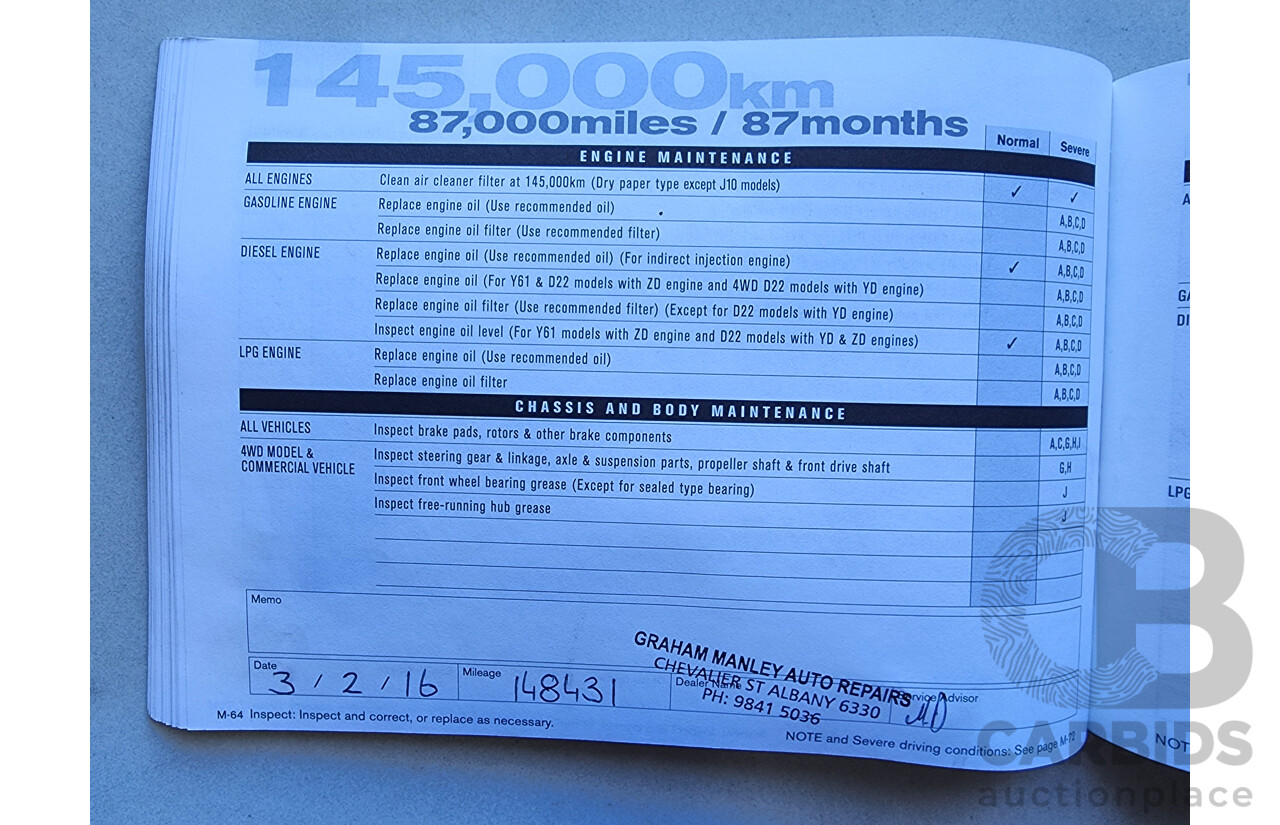 145,000km
87,000miles / 87months
Normal Severe
ENGINE MAINTENANCE
ALL ENGINES Clean air cleaner filter at 145,000km (Dry paper type except J10 models) ✓ ✓
GASOLINE ENGINE Replace engine oil (Use recommended oil) A,B,C,D
Replace engine oil filter (Use recommended filter) A,B,C,D
DIESEL ENGINE Replace engine oil (Use recommended oil) (For indirect injection engine) ✓ A,B,C,D
Replace engine oil (For Y61 & D22 models with ZD engine and 4WD D22 models with YD engine) A,B,C,D
Replace engine oil filter (Use recommended filter) (Except for D22 models with YD engine) A,B,C,D
Inspect engine oil level (For Y61 models with ZD engine and D22 models with YD & ZD engines) ✓ A,B,C,D
LPG ENGINE Replace engine oil (Use recommended oil) A,B,C,D
Replace engine oil filter A,B,C,D
CHASSIS AND BODY MAINTENANCE
ALL VEHICLES Inspect brake pads, rotors & other brake components A,C,G,H,I
4WD MODEL &
COMMERCIAL VEHICLE Inspect steering gear & linkage, axle & suspension parts, propeller shaft & front drive shaft G,H
Inspect front wheel bearing grease (Except for sealed type bearing) J
Inspect free-running hub grease J
Memo
GRAHAM MANLEY AUTO REPAIRS
CHEVALIER ST ALBANY 6330
PH: 9841 5036
Date 3 / 2 / 16 Mileage 148431 Dealer Name Service Advisor
M-64 Inspect: Inspect and correct, or replace as necessary.
NOTE and Severe driving conditions: See page M-72
A
GA
DI
LPG
NOT
CB
CARBIDS
auctionplace